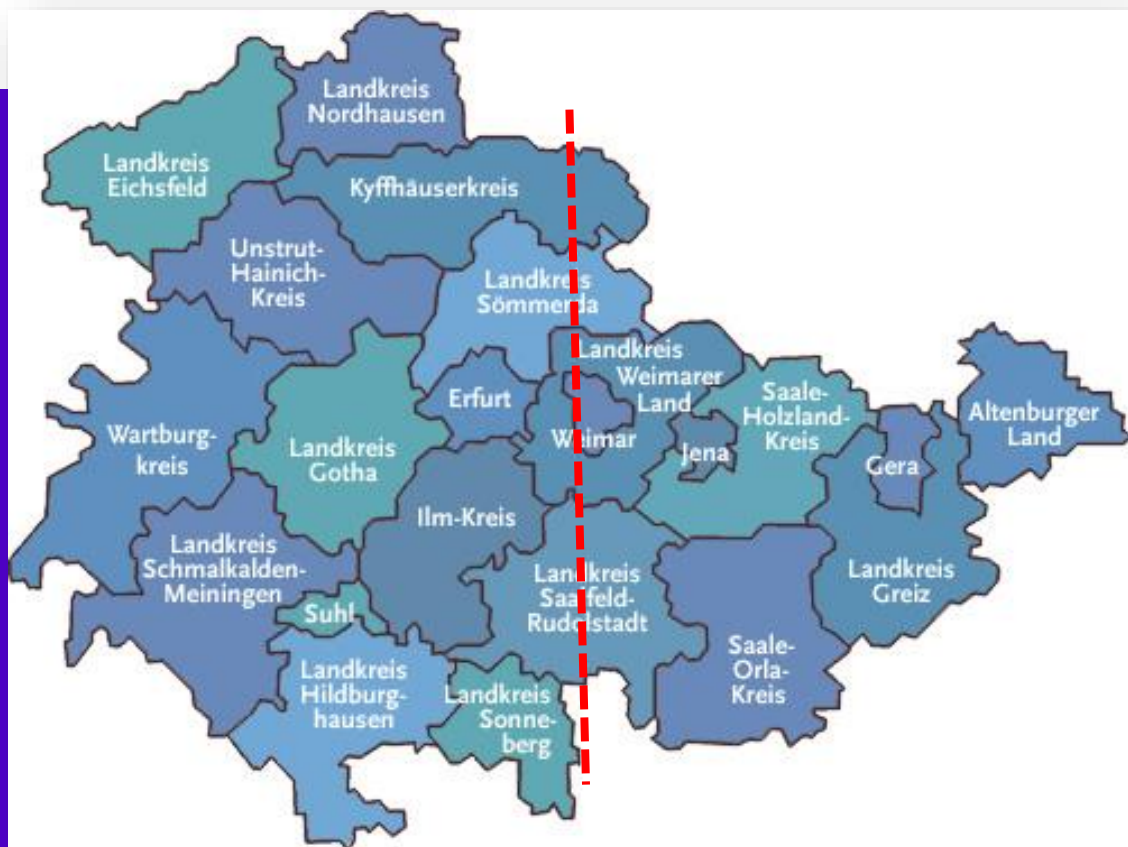 Landkreis
Nordhausen
Landkreis
Eichsfeld
Kyffhäuserkreis
Unstrut-
Hainich-
Kreis
Landkreis
Sömmerda
Landkreis
Weimarer
Land
Erfurt
Weimar
Jena
Saale-
Holzland-
Kreis
Gera
Altenburger
Land
Wartburg-
kreis
Landkreis
Gotha
Ilm-Kreis
Landkreis
Schmalkalden-
Meiningen
Suhl
Landkreis
Saalfeld-
Rudolstadt
Landkreis
Greiz
Saale-
Orla-
Kreis
Landkreis
Hildburg-
hausen
Landkreis
Sonne-
berg